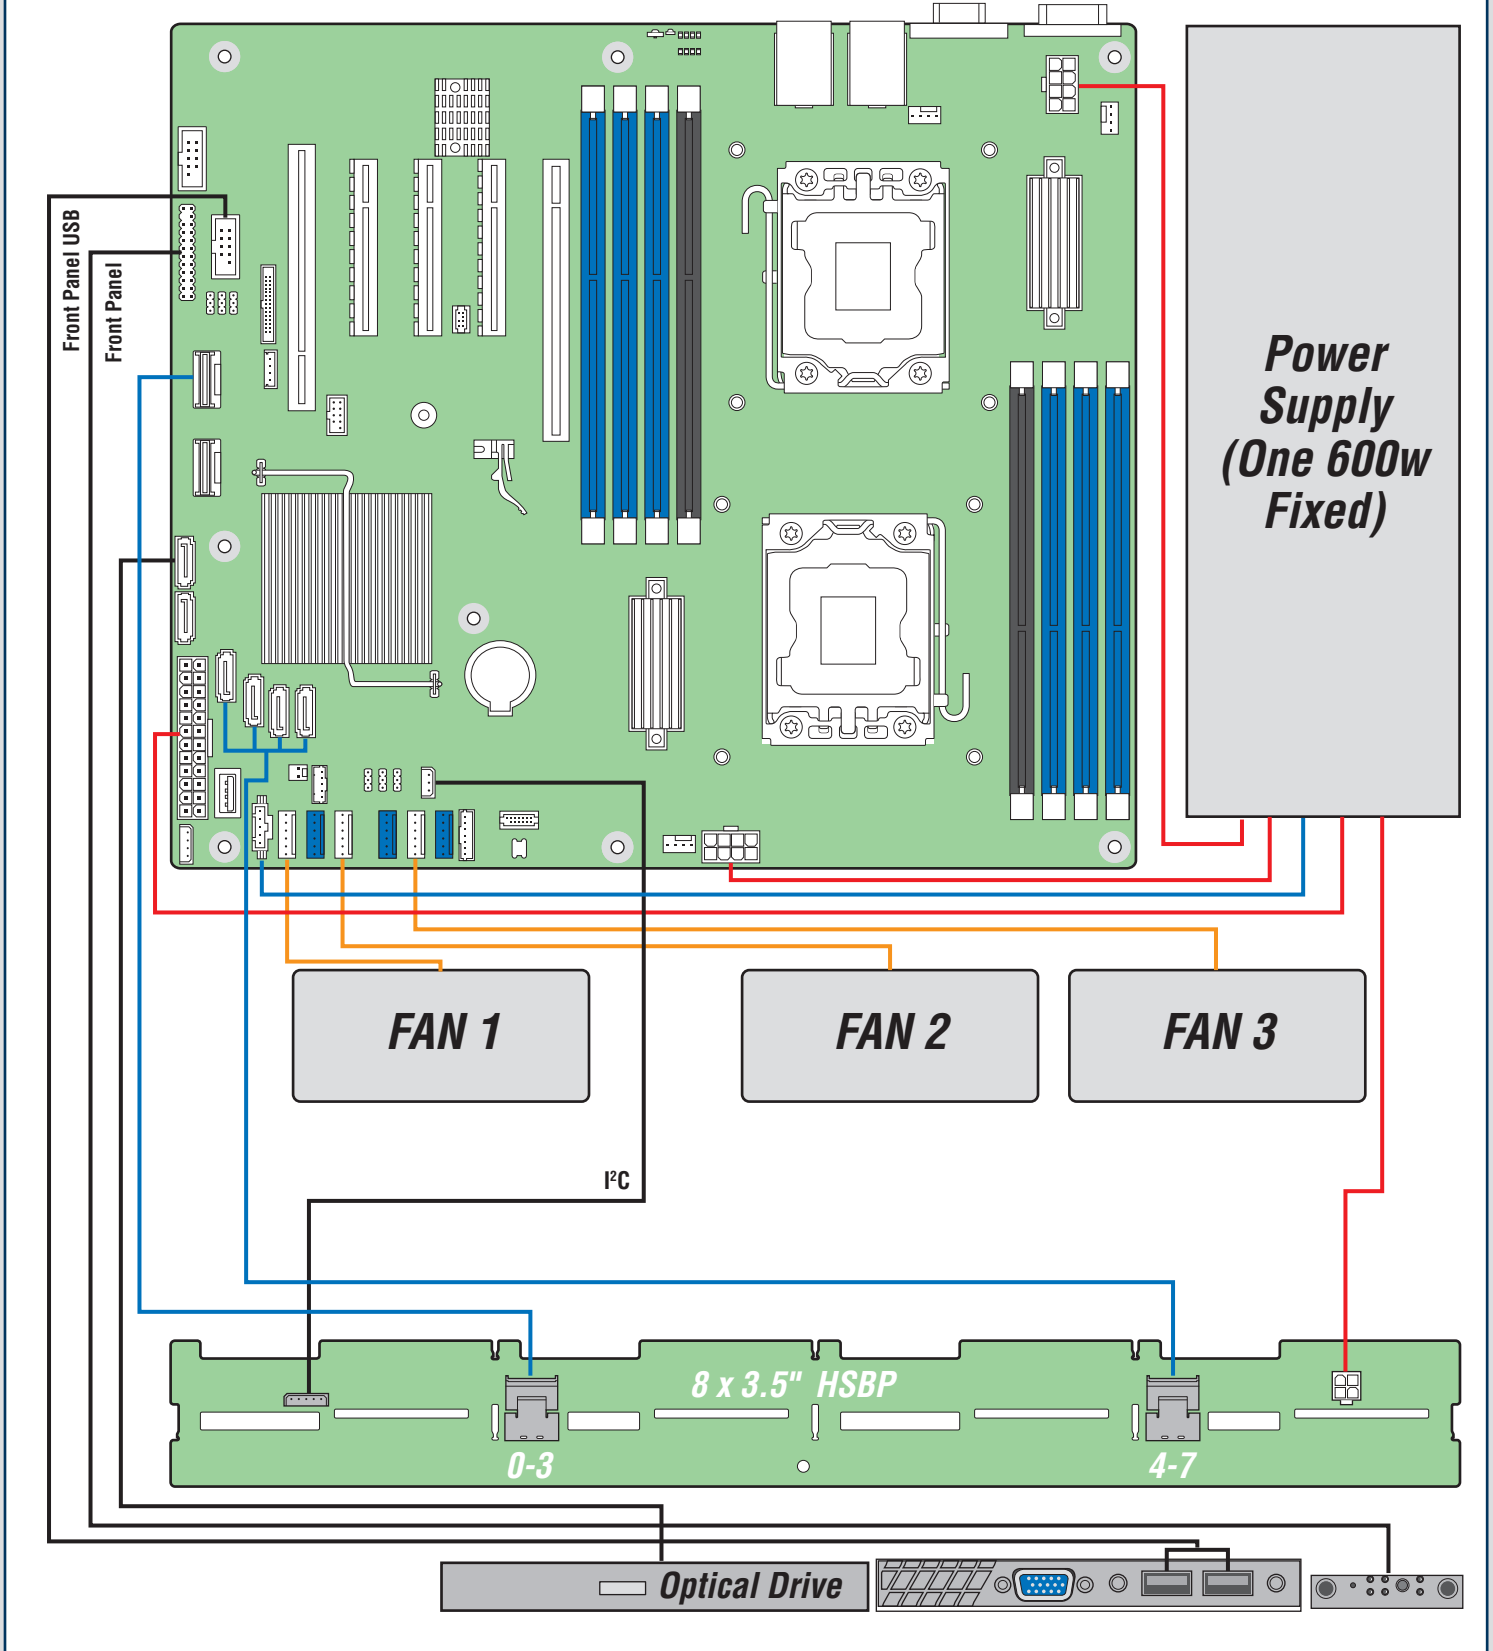 Front Panel USB
Front Panel
Power
Supply
(One 600w
Fixed)
FAN 1
FAN 2
FAN 3
I²C
8 x 3.5" HSBP
0-3
4-7
Optical Drive